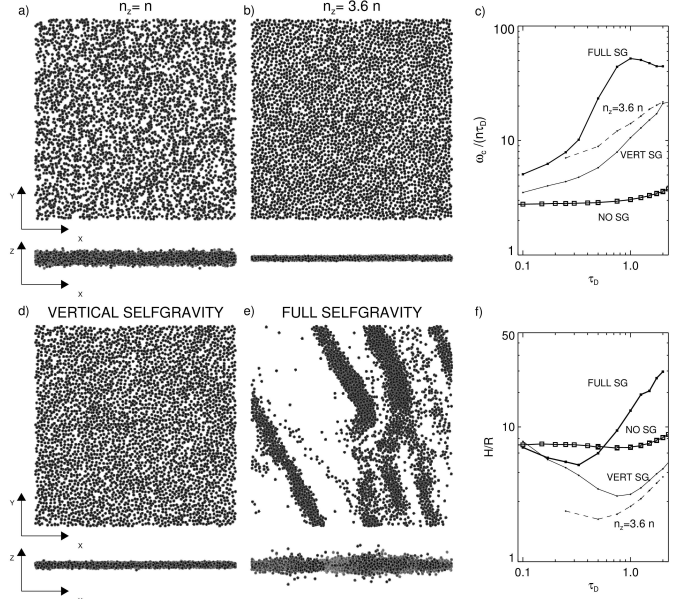 a) n_z= n
b) n_z= 3.6 n
c)
Y
X
Z
X
100
10
1
ω_c /(nτ_D)
FULL SG
n_z=3.6 n
VERT SG
NO SG
0.1 1.0
τ_D
d) VERTICAL SELFGRAVITY
e) FULL SELFGRAVITY
f)
Y
X
Z
50
10
1
H/R
FULL SG
NO SG
VERT SG
n_z=3.6 n
0.1 1.0
τ_D